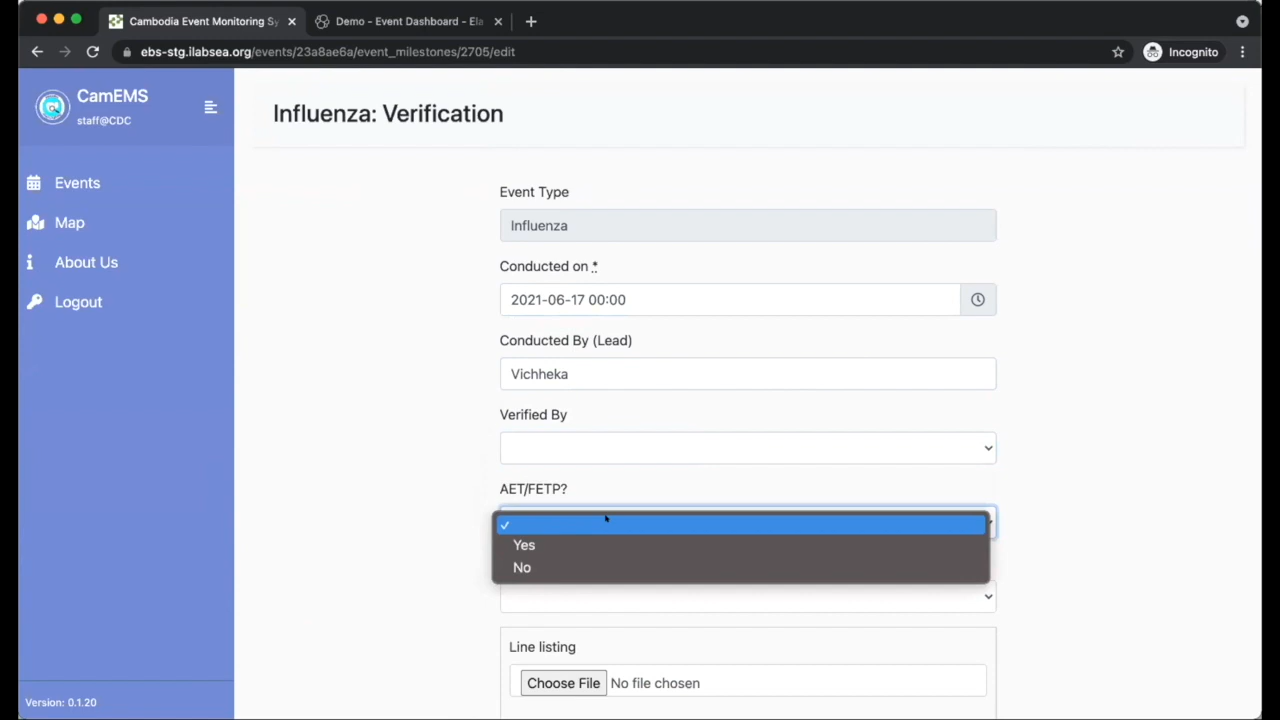 Cambodia Event Monitoring Sy
Demo - Event Dashboard - Ela
ebs-stg.ilabsea.org/events/23a8ae6a/event_milestones/2705/edit
Incognito
CamEMS
staff@CDC
Events
Map
About Us
Logout
Version: 0.1.20
Influenza: Verification
Event Type
Influenza
Conducted on *
2021-06-17 00:00
Conducted By (Lead)
Vichheka
Verified By
AET/FETP?
Yes
No
Line listing
Choose File No file chosen